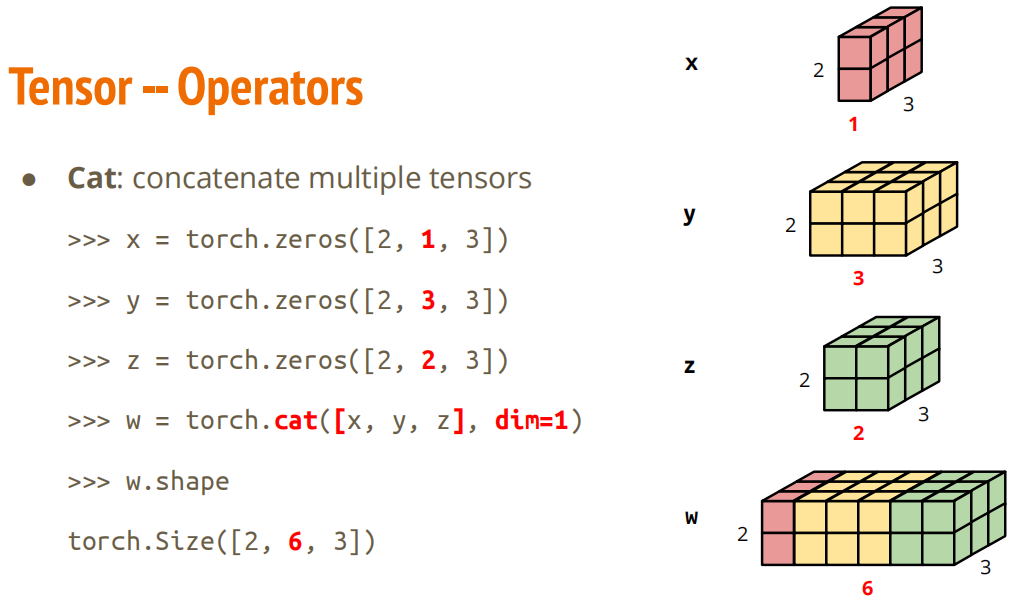 Tensor -- Operators
● Cat: concatenate multiple tensors
>>> x = torch.zeros([2, 1, 3])
>>> y = torch.zeros([2, 3, 3])
>>> z = torch.zeros([2, 2, 3])
>>> w = torch.cat([x, y, z], dim=1)
>>> w.shape
torch.Size([2, 6, 3])
x
2
3
1
y
2
3
3
z
2
3
2
w
2
3
6